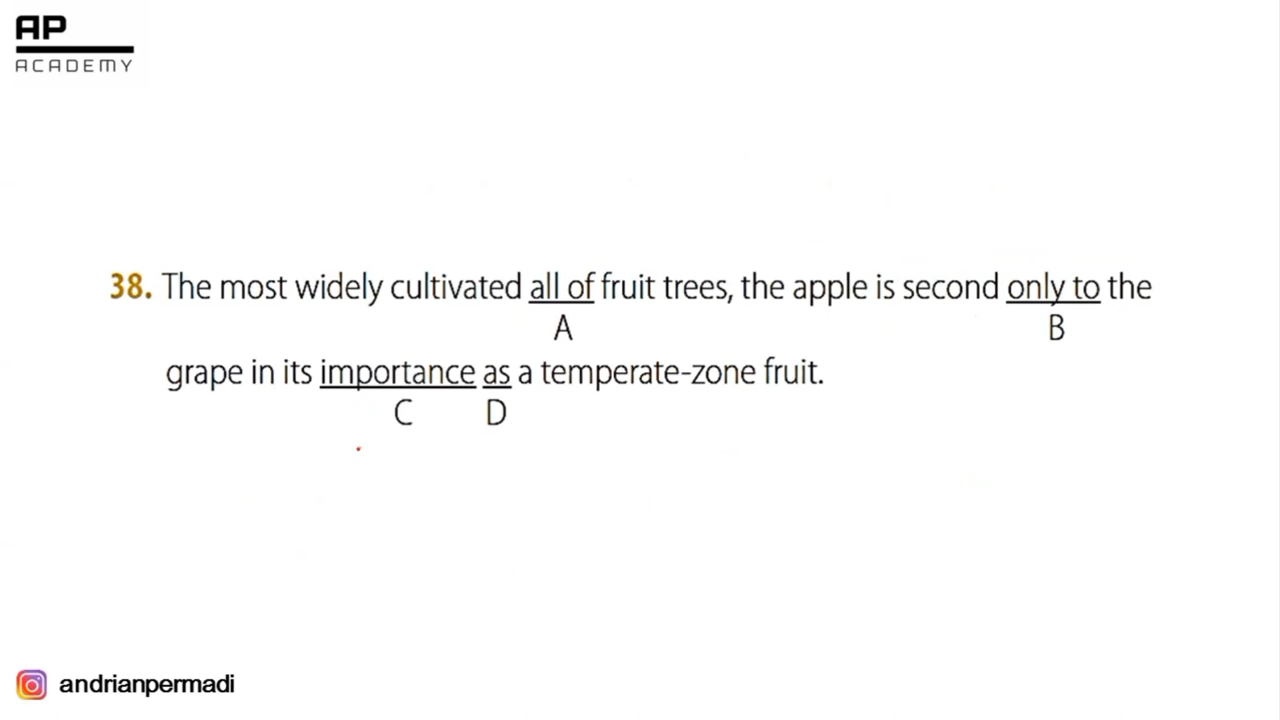 AP
ACADEMY
38. The most widely cultivated all of fruit trees, the apple is second only to the
A B
grape in its importance as a temperate-zone fruit.
C D
andrianpermadi